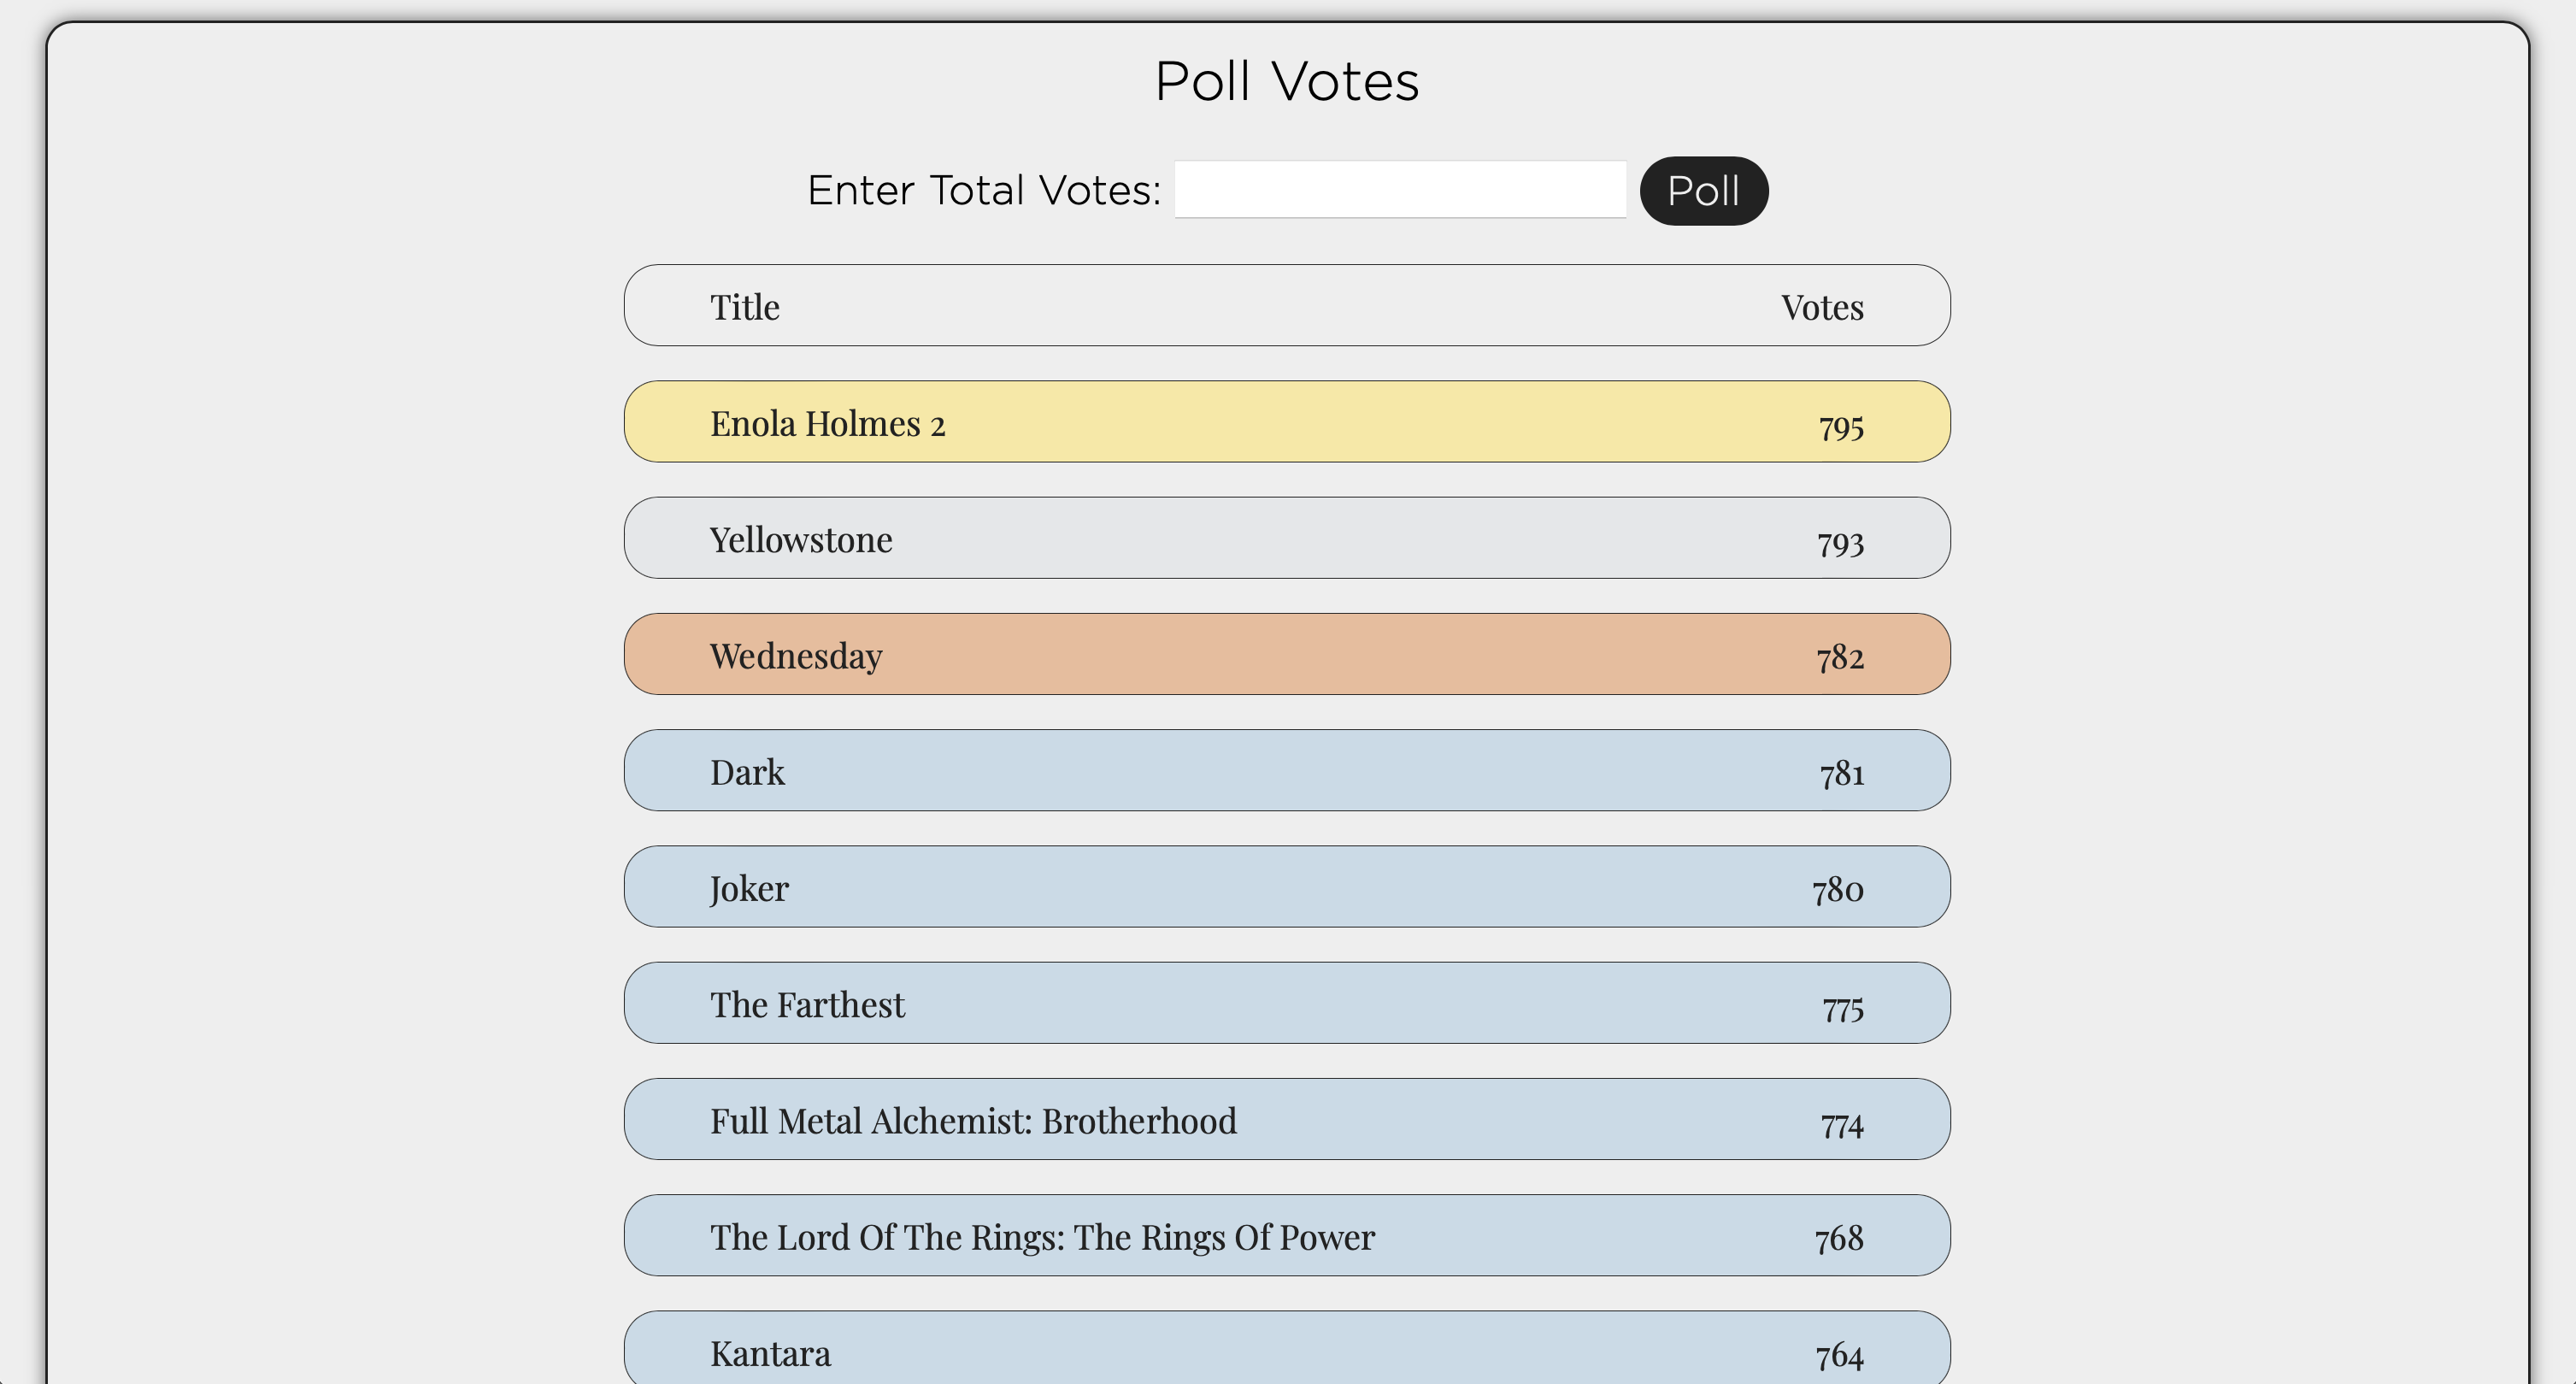 Poll Votes
Enter Total Votes: Poll
Title Votes
Enola Holmes 2 795
Yellowstone 793
Wednesday 782
Dark 781
Joker 780
The Farthest 775
Full Metal Alchemist: Brotherhood 774
The Lord Of The Rings: The Rings Of Power 768
Kantara 764